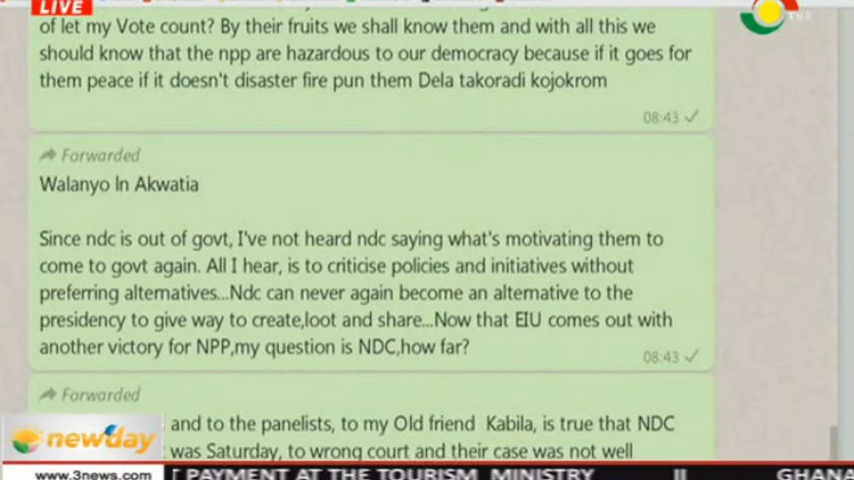 LIVE
TV3
of let my Vote count? By their fruits we shall know them and with all this we
should know that the npp are hazardous to our democracy because if it goes for
them peace if it doesn't disaster fire pun them Dela takoradi kojokrom
08:43
Forwarded
Walanyo In Akwatia
Since ndc is out of govt, I've not heard ndc saying what's motivating them to
come to govt again. All I hear, is to criticise policies and initiatives without
preferring alternatives...Ndc can never again become an alternative to the
presidency to give way to create,loot and share...Now that EIU comes out with
another victory for NPP,my question is NDC,how far?
08:43
Forwarded
, and to the panelists, to my Old friend Kabila, is true that NDC
was Saturday, to wrong court and their case was not well
newday
www.3news.com
T PAYMENT AT THE TOURISM MINISTRY || GHANA